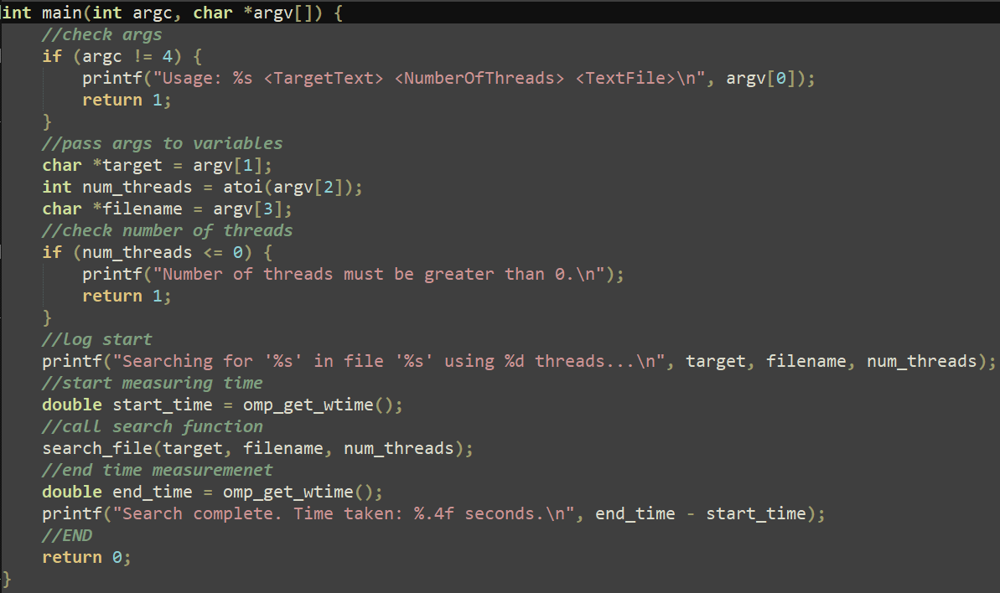 int main(int argc, char *argv[]) {
    //check args
    if (argc != 4) {
        printf("Usage: %s <TargetText> <NumberOfThreads> <TextFile>\n", argv[0]);
        return 1;
    }
    //pass args to variables
    char *target = argv[1];
    int num_threads = atoi(argv[2]);
    char *filename = argv[3];
    //check number of threads
    if (num_threads <= 0) {
        printf("Number of threads must be greater than 0.\n");
        return 1;
    }
    //log start
    printf("Searching for '%s' in file '%s' using %d threads...\n", target, filename, num_threads);
    //start measuring time
    double start_time = omp_get_wtime();
    //call search function
    search_file(target, filename, num_threads);
    //end time measuremenet
    double end_time = omp_get_wtime();
    printf("Search complete. Time taken: %.4f seconds.\n", end_time - start_time);
    //END
    return 0;
}